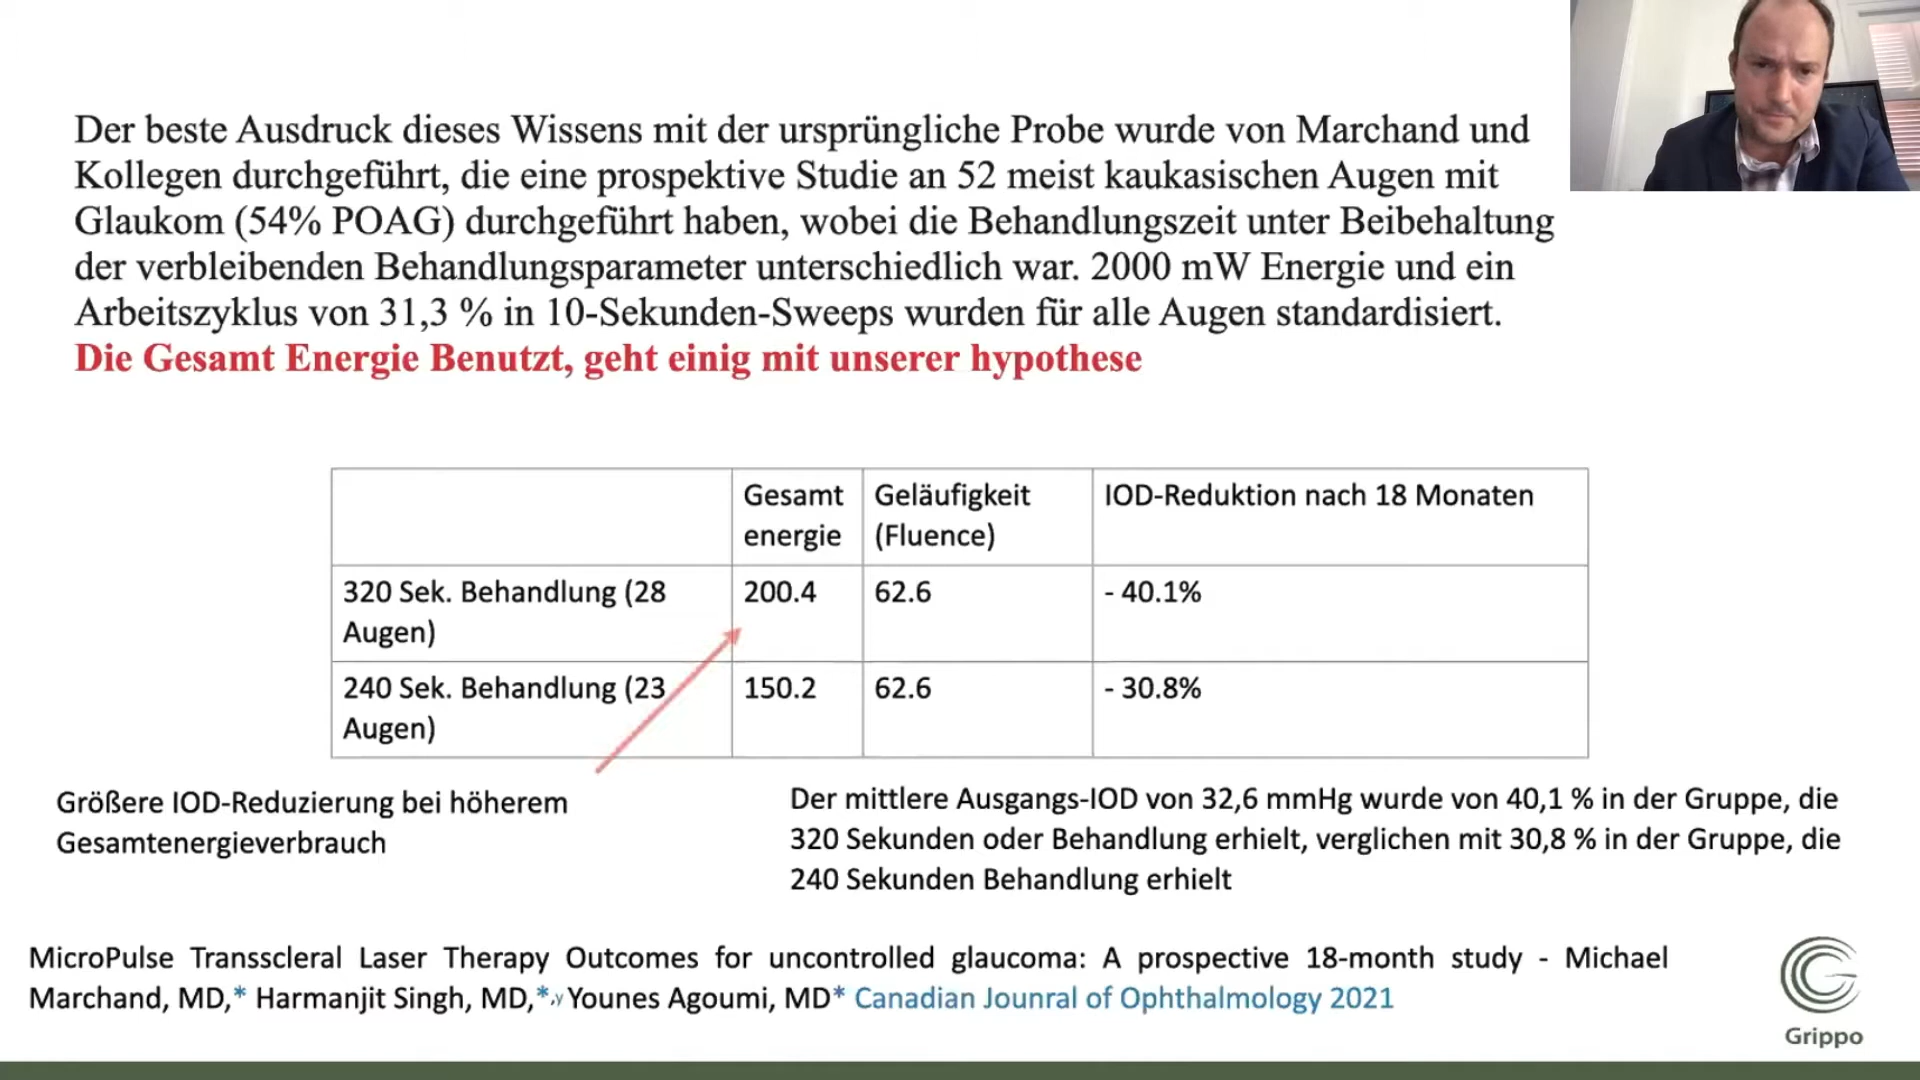 Der beste Ausdruck dieses Wissens mit der ursprüngliche Probe wurde von Marchand und
Kollegen durchgeführt, die eine prospektive Studie an 52 meist kaukasischen Augen mit
Glaukom (54% POAG) durchgeführt haben, wobei die Behandlungszeit unter Beibehaltung
der verbleibenden Behandlungsparameter unterschiedlich war. 2000 mW Energie und ein
Arbeitszyklus von 31,3 % in 10-Sekunden-Sweeps wurden für alle Augen standardisiert.
Die Gesamt Energie Benutzt, geht einig mit unserer hypothese
Gesamt
energie
Geläufigkeit
(Fluence)
IOD-Reduktion nach 18 Monaten
320 Sek. Behandlung (28
Augen)
200.4
62.6
- 40.1%
240 Sek. Behandlung (23
Augen)
150.2
62.6
- 30.8%
Größere IOD-Reduzierung bei höherem
Gesamtenergieverbrauch
Der mittlere Ausgangs-IOD von 32,6 mmHg wurde von 40,1 % in der Gruppe, die
320 Sekunden oder Behandlung erhielt, verglichen mit 30,8 % in der Gruppe, die
240 Sekunden Behandlung erhielt
MicroPulse Transscleral Laser Therapy Outcomes for uncontrolled glaucoma: A prospective 18-month study - Michael
Marchand, MD,* Harmanjit Singh, MD,*,y Younes Agoumi, MD* Canadian Jounral of Ophthalmology 2021
Grippo